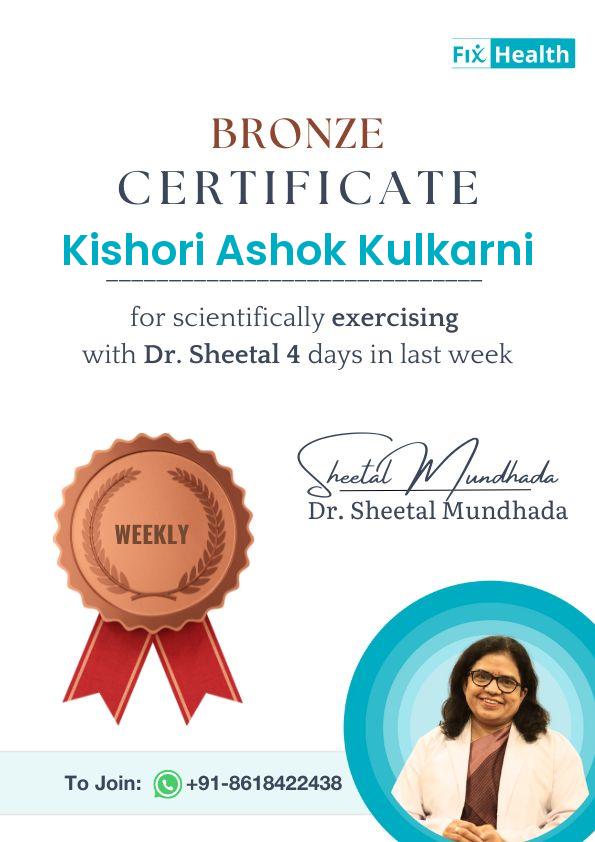 Fix Health
BRONZE
CERTIFICATE
Kishori Ashok Kulkarni
for scientifically exercising
with Dr. Sheetal 4 days in last week
Sheetal Mundhada
Dr. Sheetal Mundhada
WEEKLY
To Join: +91-8618422438